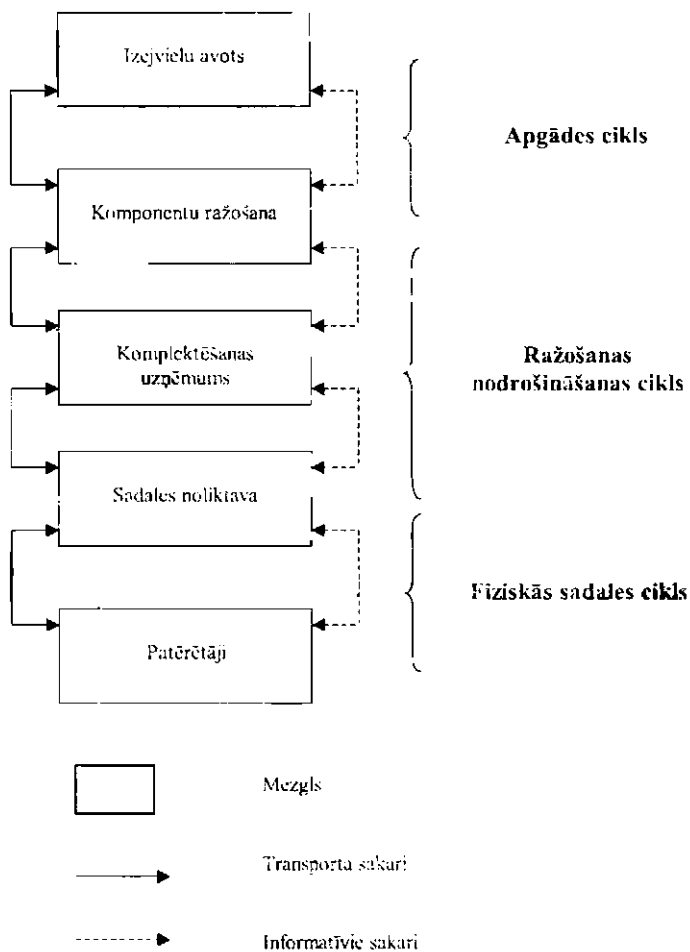 Izejvielu avots
Apgādes cikls
Komponentu ražošana
Komplektēšanas
uzņēmums
Ražošanas
nodrošināšanas cikls
Sadales noliktava
Fiziskās sadales cikls
Patērētāji
Mezgls
Transporta sakari
Informatīvie sakari